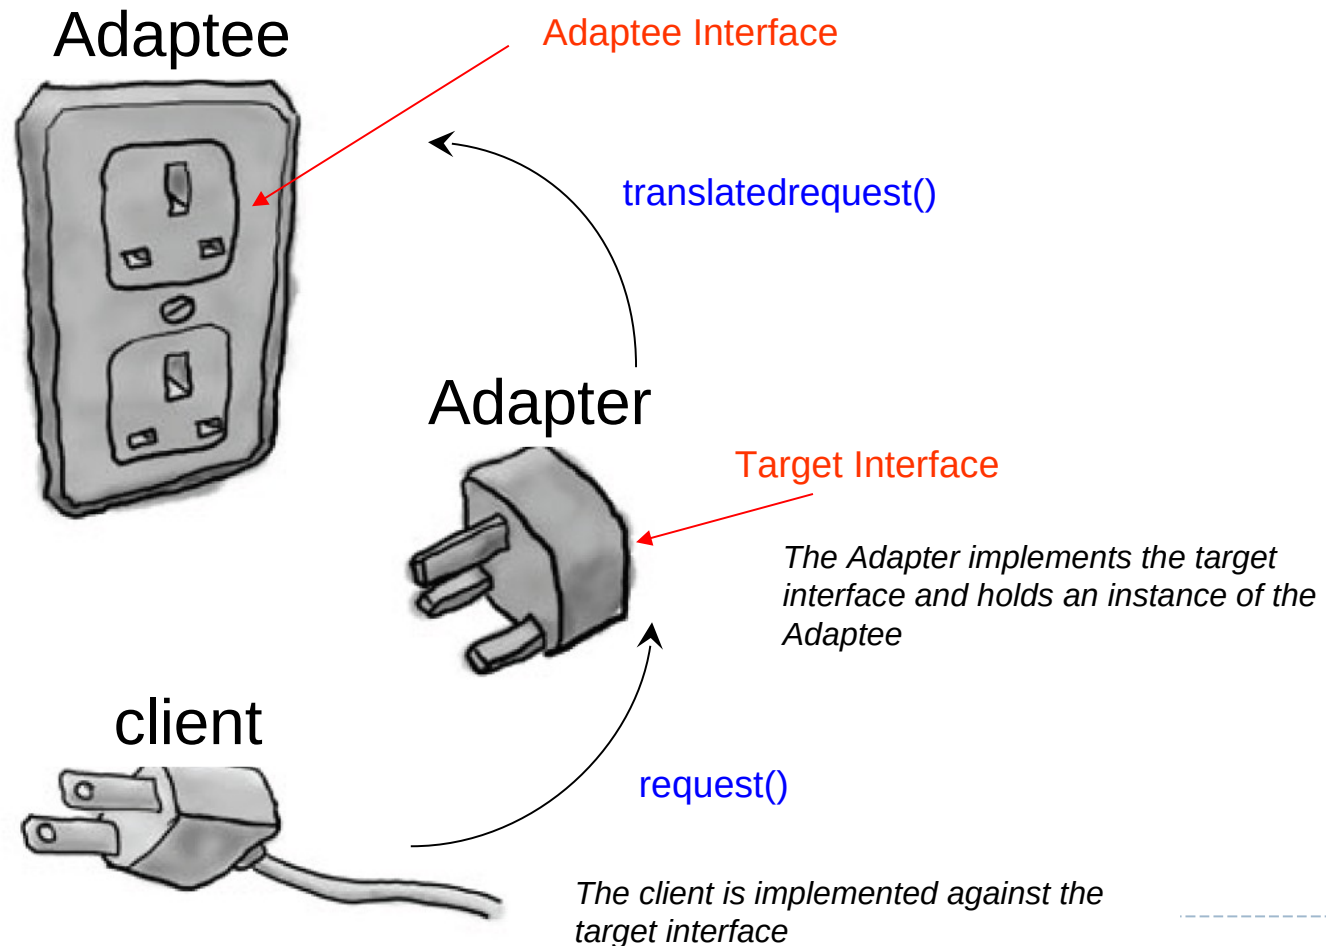 Adaptee
Adaptee Interface
translatedrequest()
Adapter
Target Interface
The Adapter implements the target
interface and holds an instance of the
Adaptee
client
request()
The client is implemented against the
target interface